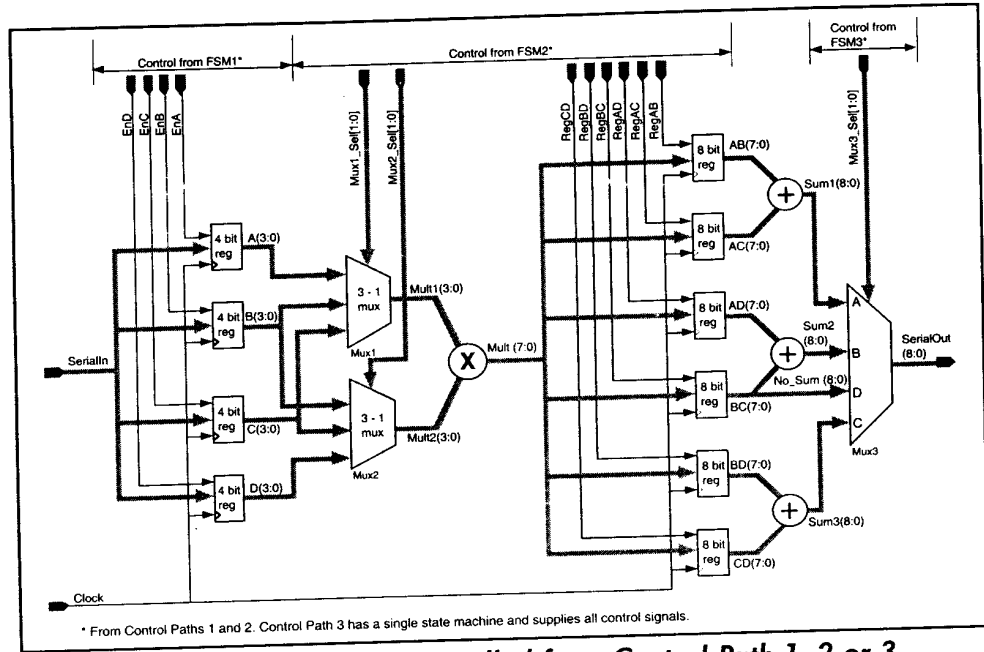 Control from FSM1*
Control from FSM2*
Control from
FSM3*
EnD
EnC
EnB
EnA
Mux1_Sel[1:0]
Mux2_Sel[1:0]
RegCD
RegBD
RegBC
RegAD
RegAC
RegAB
Mux3_Sel[1:0]
8 bit
reg
AB(7:0)
Sum1(8:0)
8 bit
reg
AC(7:0)
4 bit
reg
A(3:0)
3 - 1
mux
Mult1(3:0)
Mux1
4 bit
reg
B(3:0)
SerialIn
X
Mult (7:0)
8 bit
reg
AD(7:0)
+
Sum2
(8:0)
No_Sum (8:0)
8 bit
reg
BC(7:0)
A
B
D
C
SerialOut
(8:0)
Mux3
4 bit
reg
C(3:0)
3 - 1
mux
Mult2(3:0)
Mux2
4 bit
reg
D(3:0)
8 bit
reg
BD(7:0)
+
Sum3(8:0)
8 bit
reg
CD(7:0)
+
Clock
* From Control Paths 1 and 2. Control Path 3 has a single state machine and supplies all control signals.
from Control Path 1, 2 or 3